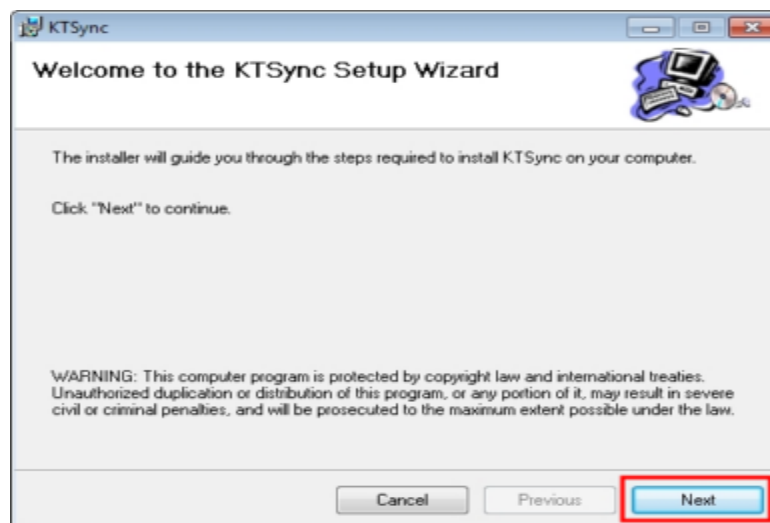 KTSync
Welcome to the KTSync Setup Wizard
The installer will guide you through the steps required to install KTSync on your computer.
Click "Next" to continue.
WARNING: This computer program is protected by copyright law and international treaties.
Unauthorized duplication or distribution of this program, or any portion of it, may result in severe
civil or criminal penalties, and will be prosecuted to the maximum extent possible under the law.
Cancel
Previous
Next